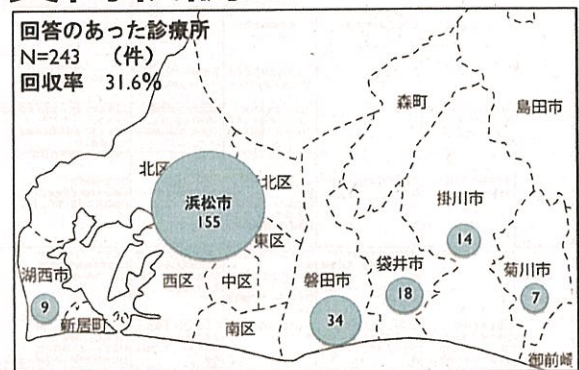 回答のあった診療所
N=243 （件）
回収率 31.6%
森町
島田市
北区
浜松市
155
北区
掛川市
14
東区
湖西市
9
西区
中区
磐田市
34
袋井市
18
菊川市
7
新居町
南区
御前崎